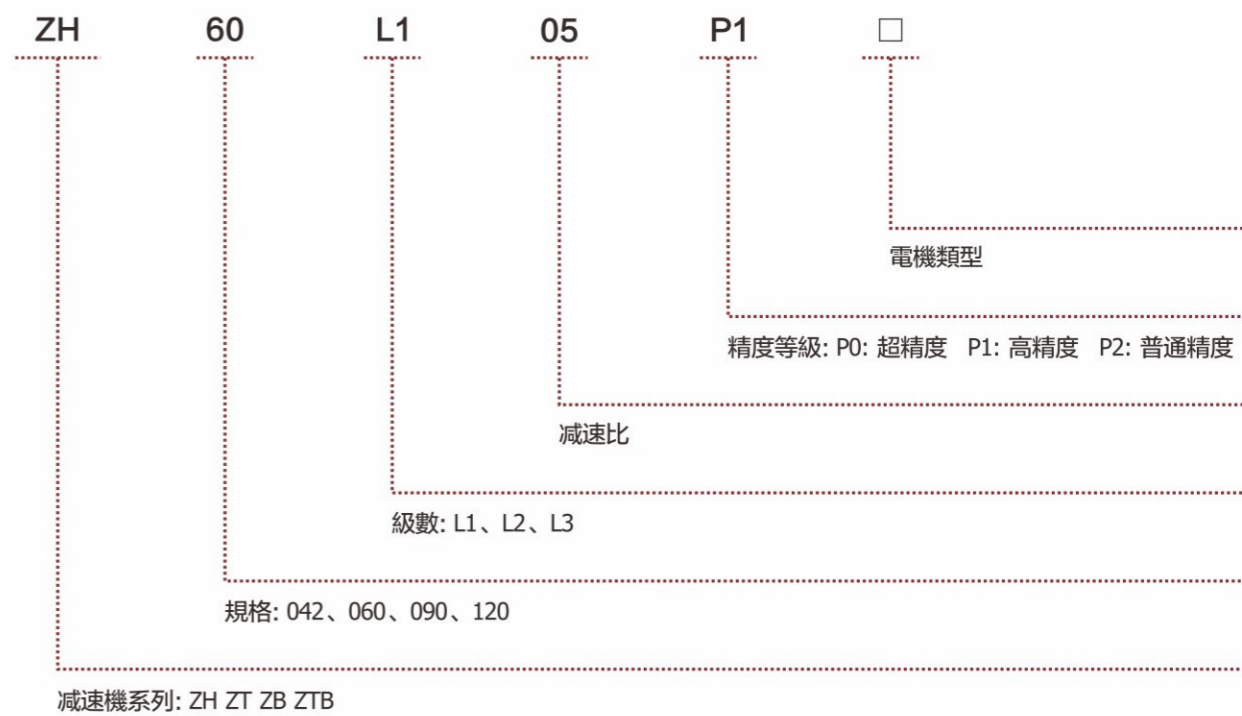 ZH 60 L1 05 P1 □
電機類型
精度等級: P0: 超精度 P1: 高精度 P2: 普通精度
减速比
級數: L1、L2、L3
規格: 042、060、090、120
减速機系列: ZH ZT ZB ZTB